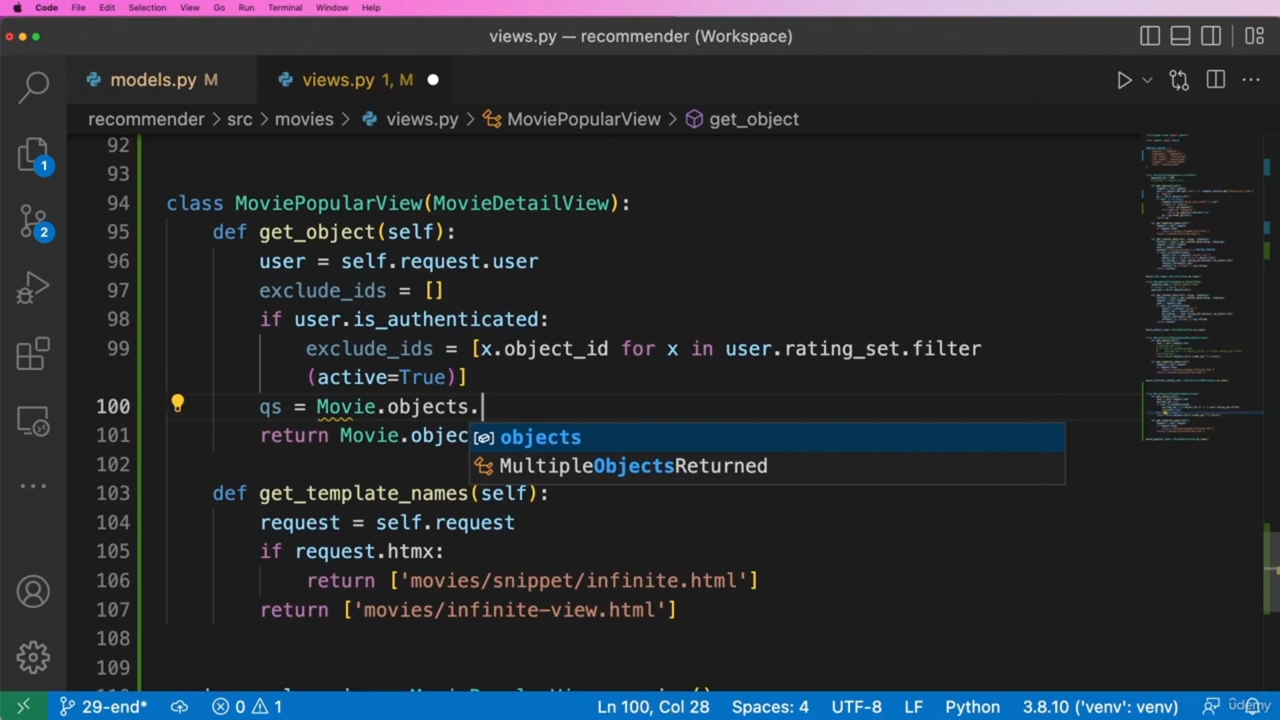 Code File Edit Selection View Go Run Terminal Window Help
views.py — recommender (Workspace)
models.py M
views.py 1, M
recommender > src > movies > views.py > MoviePopularView > get_object
1
2
92
93
94 class MoviePopularView(MovieDetailView):
95 def get_object(self):
96 user = self.request.user
97 exclude_ids = []
98 if user.is_authenticated:
99 exclude_ids = [x.object_id for x in user.rating_set.filter
(active=True)]
100 qs = Movie.objects.
101 return Movie.objec
objects
MultipleObjectsReturned
102
103 def get_template_names(self):
104 request = self.request
105 if request.htmx:
106 return ['movies/snippet/infinite.html']
107 return ['movies/infinite-view.html']
108
109
29-end* 0 1 Ln 100, Col 28 Spaces: 4 UTF-8 LF Python 3.8.10 ('venv': venv)
udemy